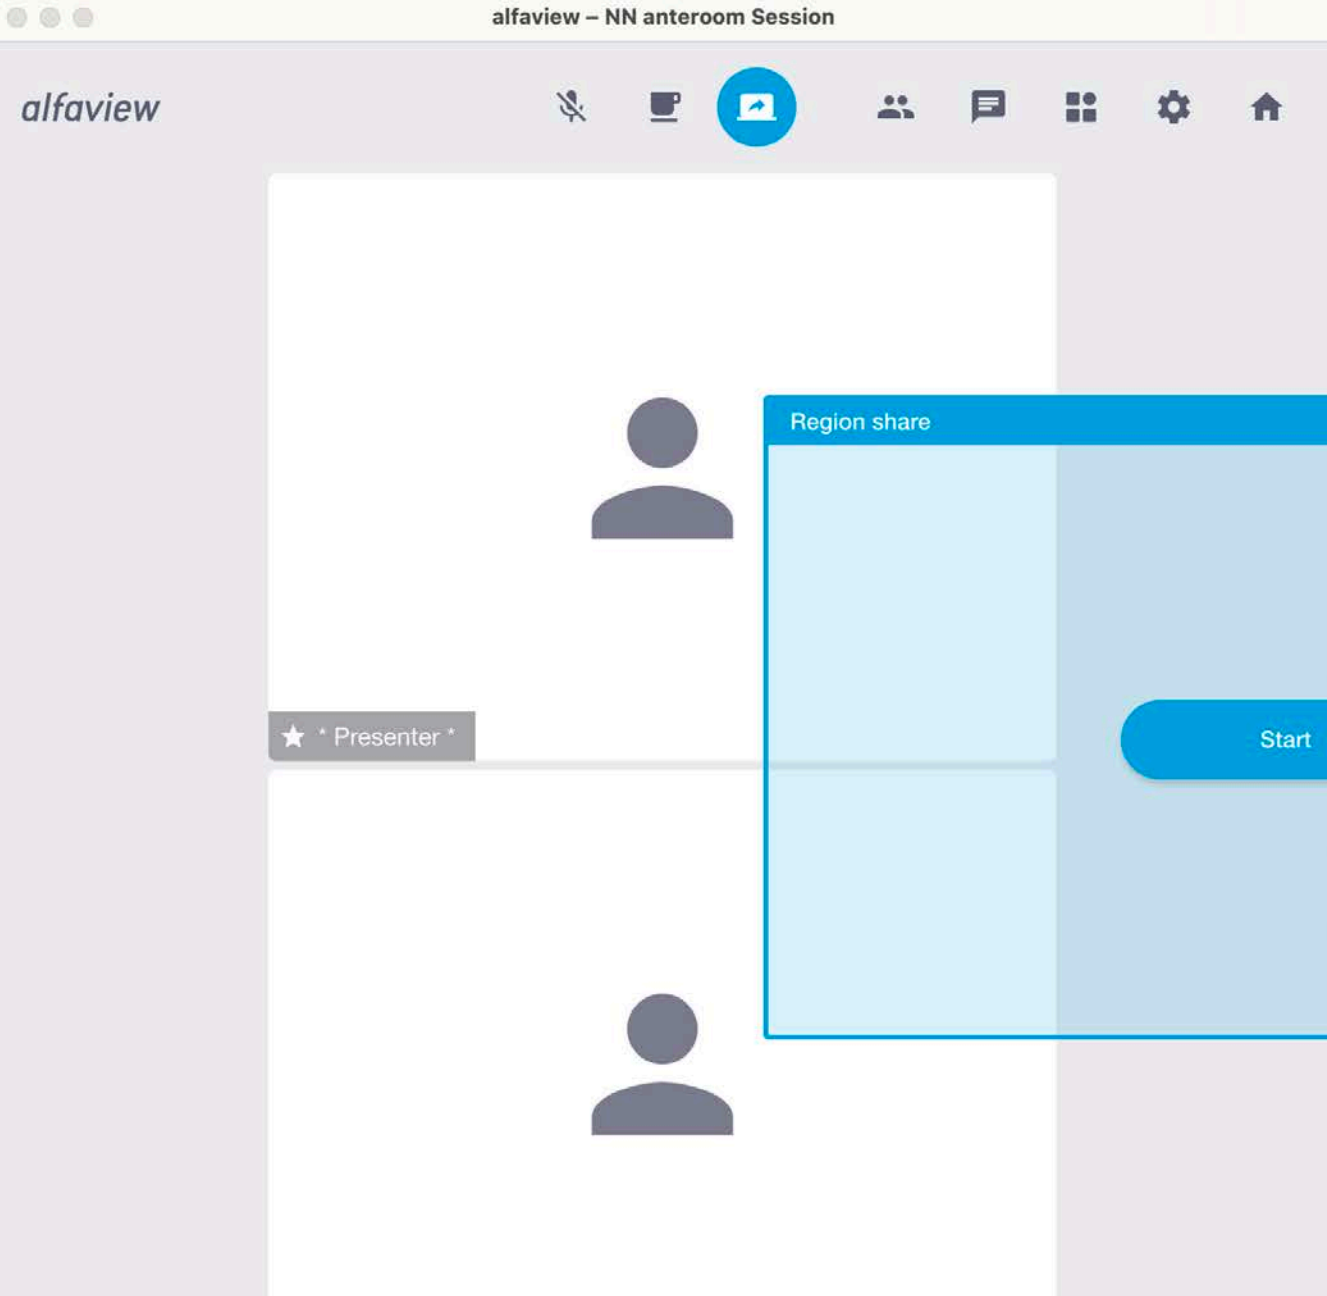 alfaview – NN anteroom Session
alfaview
Region share
* Presenter *
Start